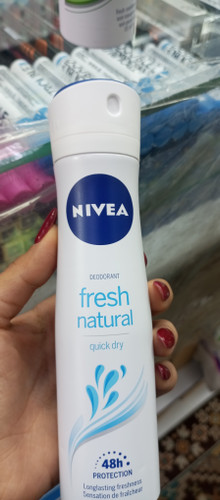 NIVEA
DEODORANT
fresh
natural
quick dry
48h
PROTECTION
Longlasting freshness
Sensation de fraîcheur